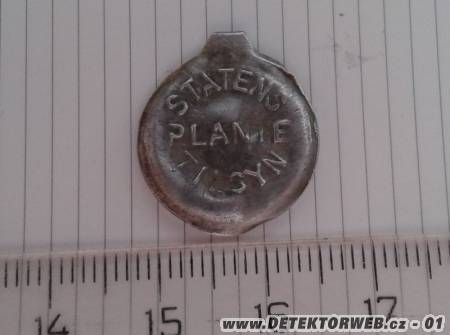 STATENS
PLANTE
TILSYN
14 15 16 17
www.DETEKTORWEB.cz - 01